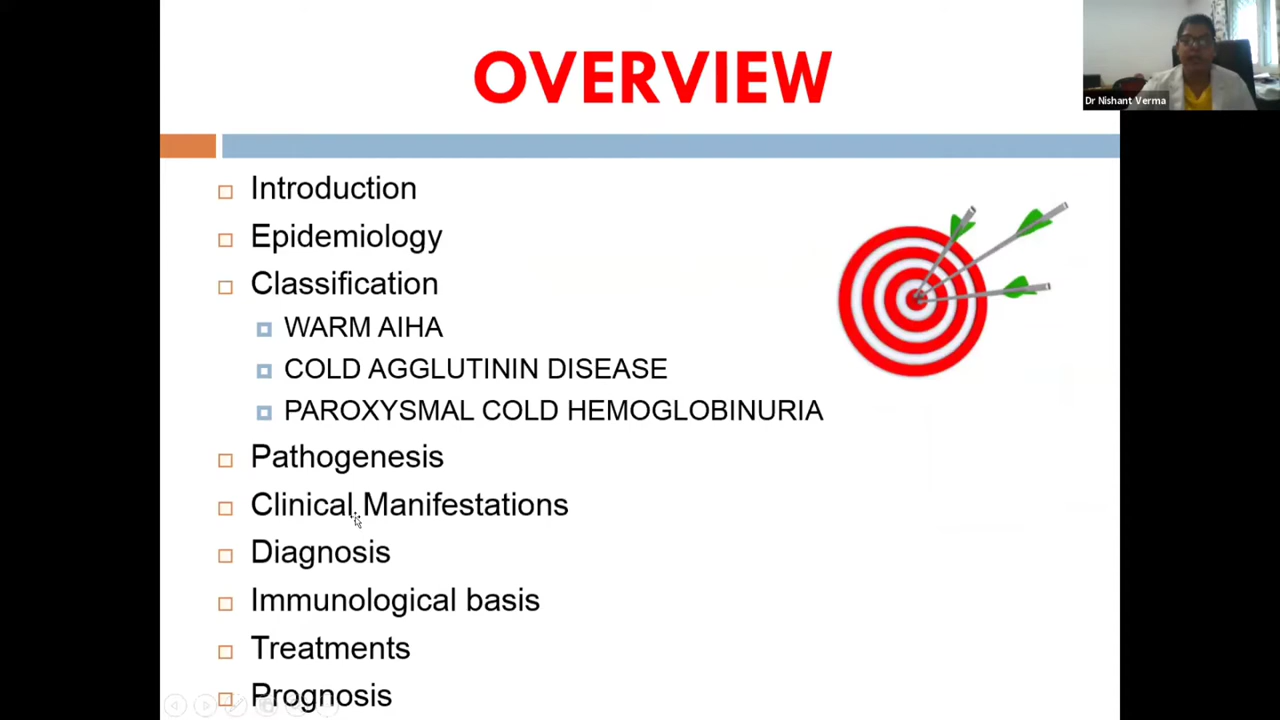 OVERVIEW
Dr Nishant Verma
Introduction
Epidemiology
Classification
WARM AIHA
COLD AGGLUTININ DISEASE
PAROXYSMAL COLD HEMOGLOBINURIA
Pathogenesis
Clinical Manifestations
Diagnosis
Immunological basis
Treatments
Prognosis